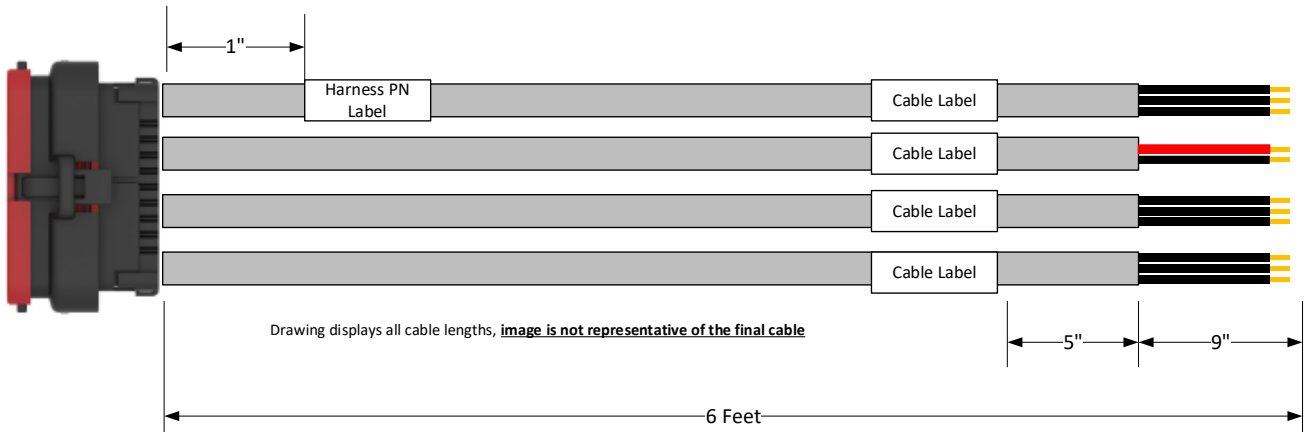 1"
Harness PN
Label
Cable Label
Cable Label
Cable Label
Cable Label
Drawing displays all cable lengths, image is not representative of the final cable
5"
9"
6 Feet